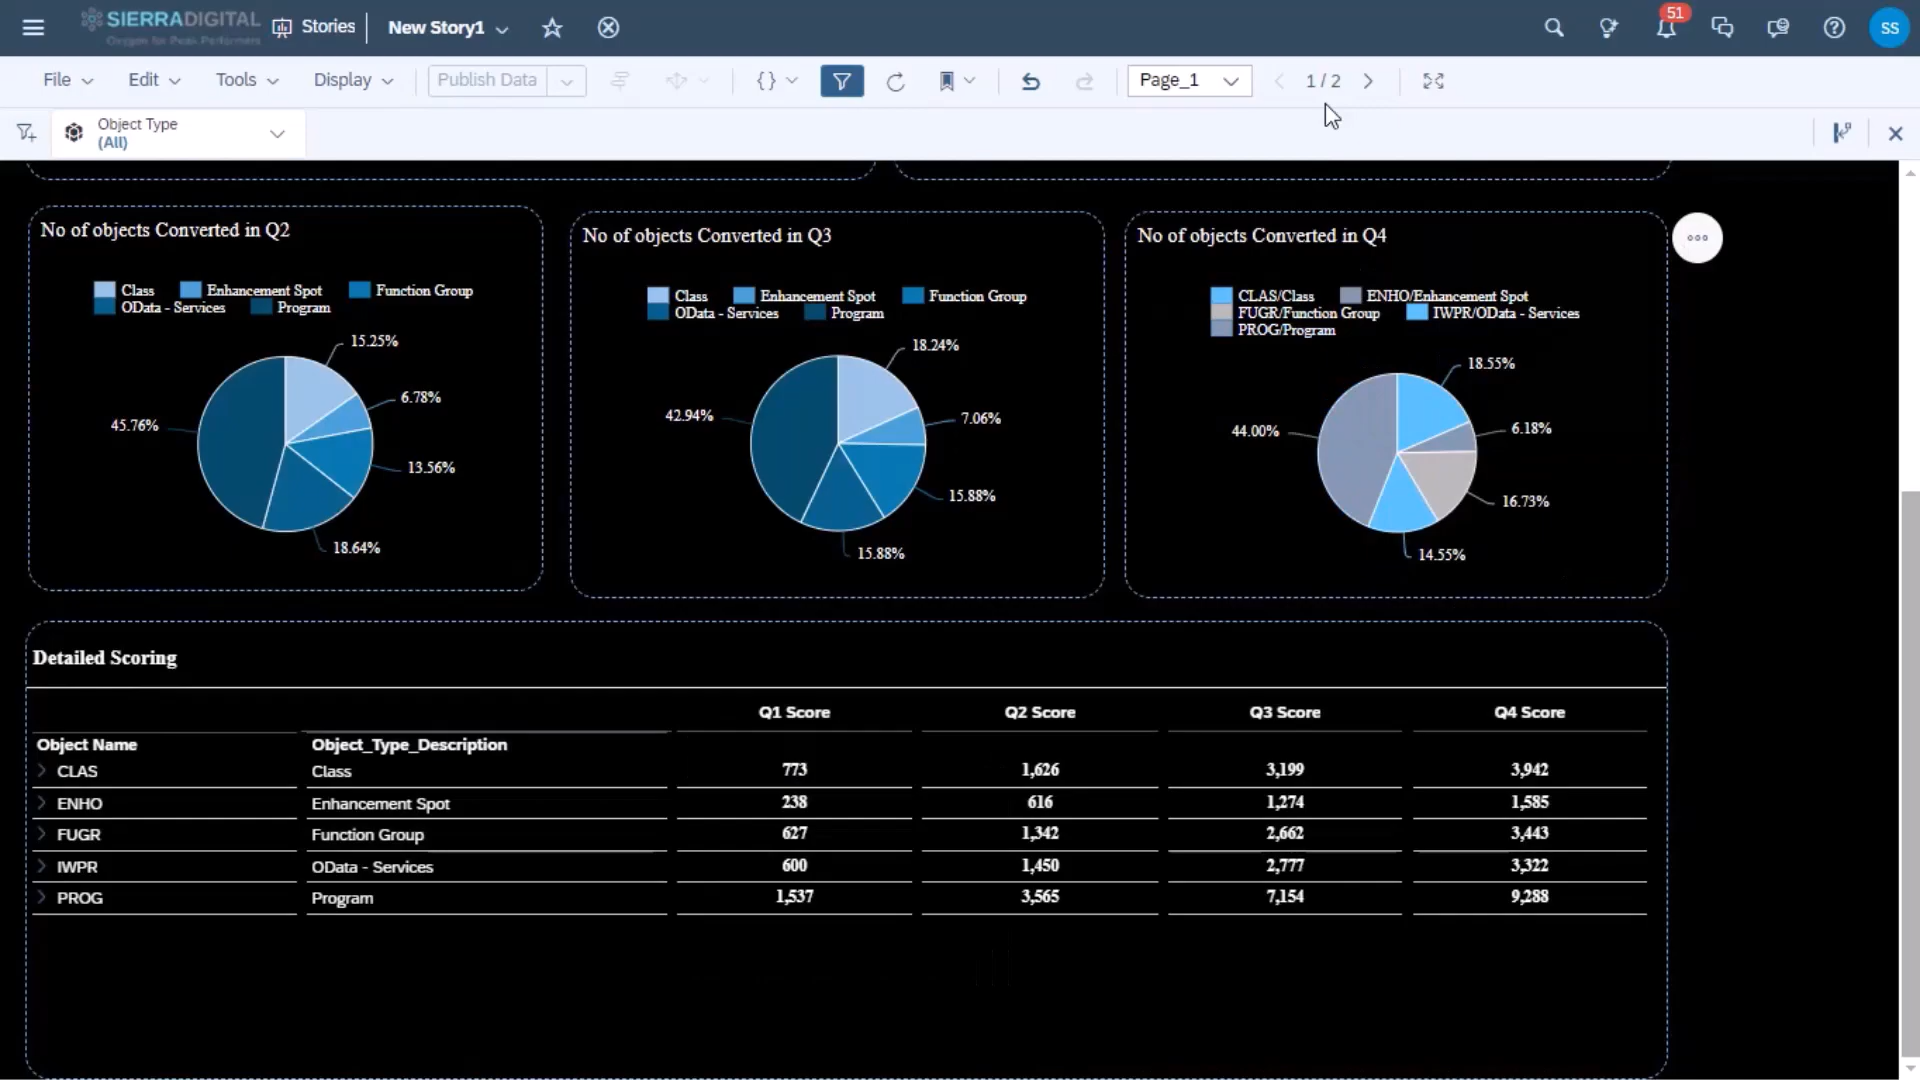 SIERRADIGITAL Stories New Story1 51 SS
Oxygen for Peak Performers
File Edit Tools Display Publish Data {} Page_1 1 / 2
Object Type
(All)
No of objects Converted in Q2
Class Enhancement Spot Function Group
OData - Services Program
15.25%
6.78%
45.76%
13.56%
18.64%
No of objects Converted in Q3
Class Enhancement Spot Function Group
OData - Services Program
18.24%
42.94%
7.06%
15.88%
15.88%
No of objects Converted in Q4
CLAS/Class ENHO/Enhancement Spot
FUGR/Function Group IWPR/OData - Services
PROG/Program
18.55%
44.00%
6.18%
16.73%
14.55%
Detailed Scoring
Q1 Score Q2 Score Q3 Score Q4 Score
Object Name Object_Type_Description
CLAS Class 773 1,626 3,199 3,942
ENHO Enhancement Spot 238 616 1,274 1,585
FUGR Function Group 627 1,342 2,662 3,443
IWPR OData - Services 600 1,450 2,777 3,322
PROG Program 1,537 3,565 7,154 9,288